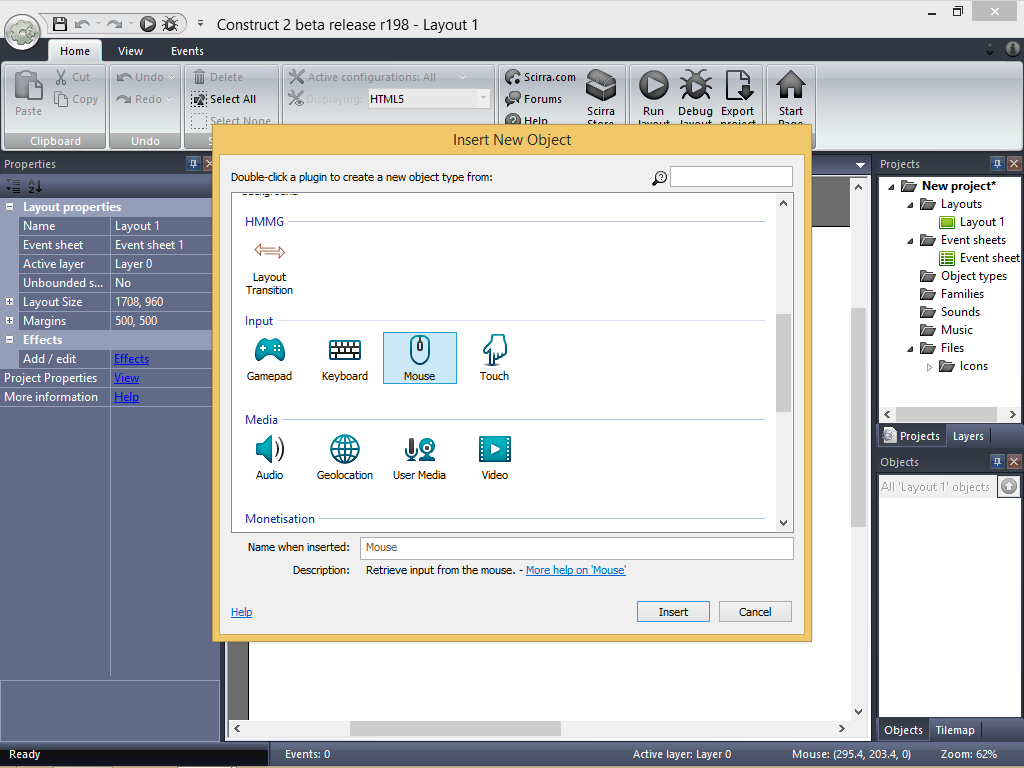 Construct 2 beta release r198 - Layout 1
Home View Events
Paste
Cut
Copy
Clipboard
Undo
Redo
Undo
Delete
Select All
Select None
Active configurations: All
Displaying: HTML5
Scirra.com
Forums
Help
Scirra
Store
Run
layout
Debug
layout
Export
project
Start
Page
Properties
Layout properties
Name Layout 1
Event sheet Event sheet 1
Active layer Layer 0
Unbounded s... No
Layout Size 1708, 960
Margins 500, 500
Effects
Add / edit Effects
Project Properties View
More information Help
Insert New Object
Double-click a plugin to create a new object type from:
Background
HMMG
Layout
Transition
Input
Gamepad Keyboard Mouse Touch
Media
Audio Geolocation User Media Video
Monetisation
Name when inserted: Mouse
Description: Retrieve input from the mouse. - More help on 'Mouse'
Help Insert Cancel
Projects
New project*
Layouts
Layout 1
Event sheets
Event sheet
Object types
Families
Sounds
Music
Files
Icons
Projects Layers
Objects
All 'Layout 1' objects
Objects Tilemap
Ready Events: 0 Active layer: Layer 0 Mouse: (295.4, 203.4, 0) Zoom: 62%